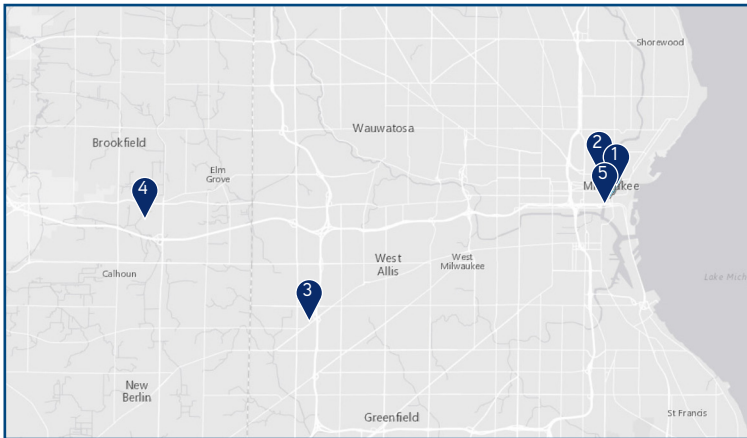 Shorewood
Wauwatosa
Brookfield
2
1
Elm
Grove
5
4
Milwaukee
West
Allis
West
Milwaukee
Calhoun
Lake Mich
3
New
Berlin
Greenfield
St Francis